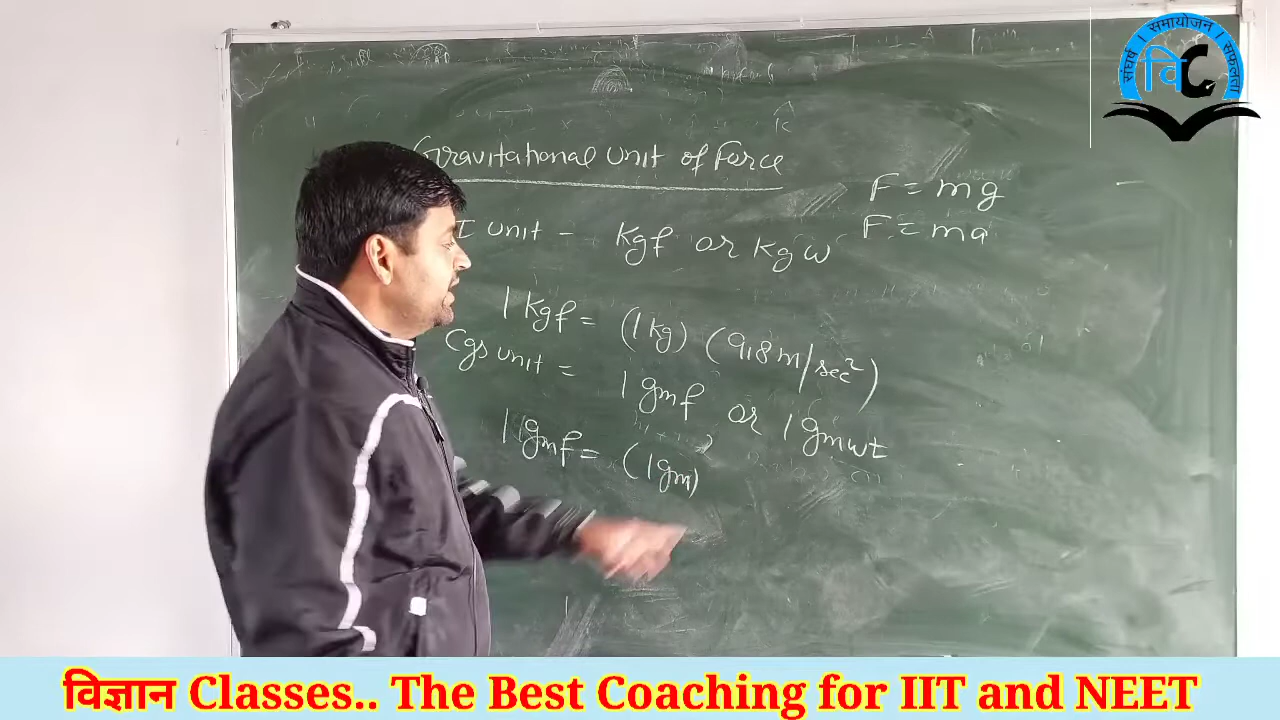 संघर्ष । समायोजन । सफलता
वि C
Gravitational Unit of Force
F = mg
F = ma
I Unit - Kgf or Kg w
1 Kgf = (1 kg) (9.8 m/sec²)
Cgs unit = 1 gmf or 1 gmwt
1 gmf = (1 gm)
विज्ञान Classes.. The Best Coaching for IIT and NEET